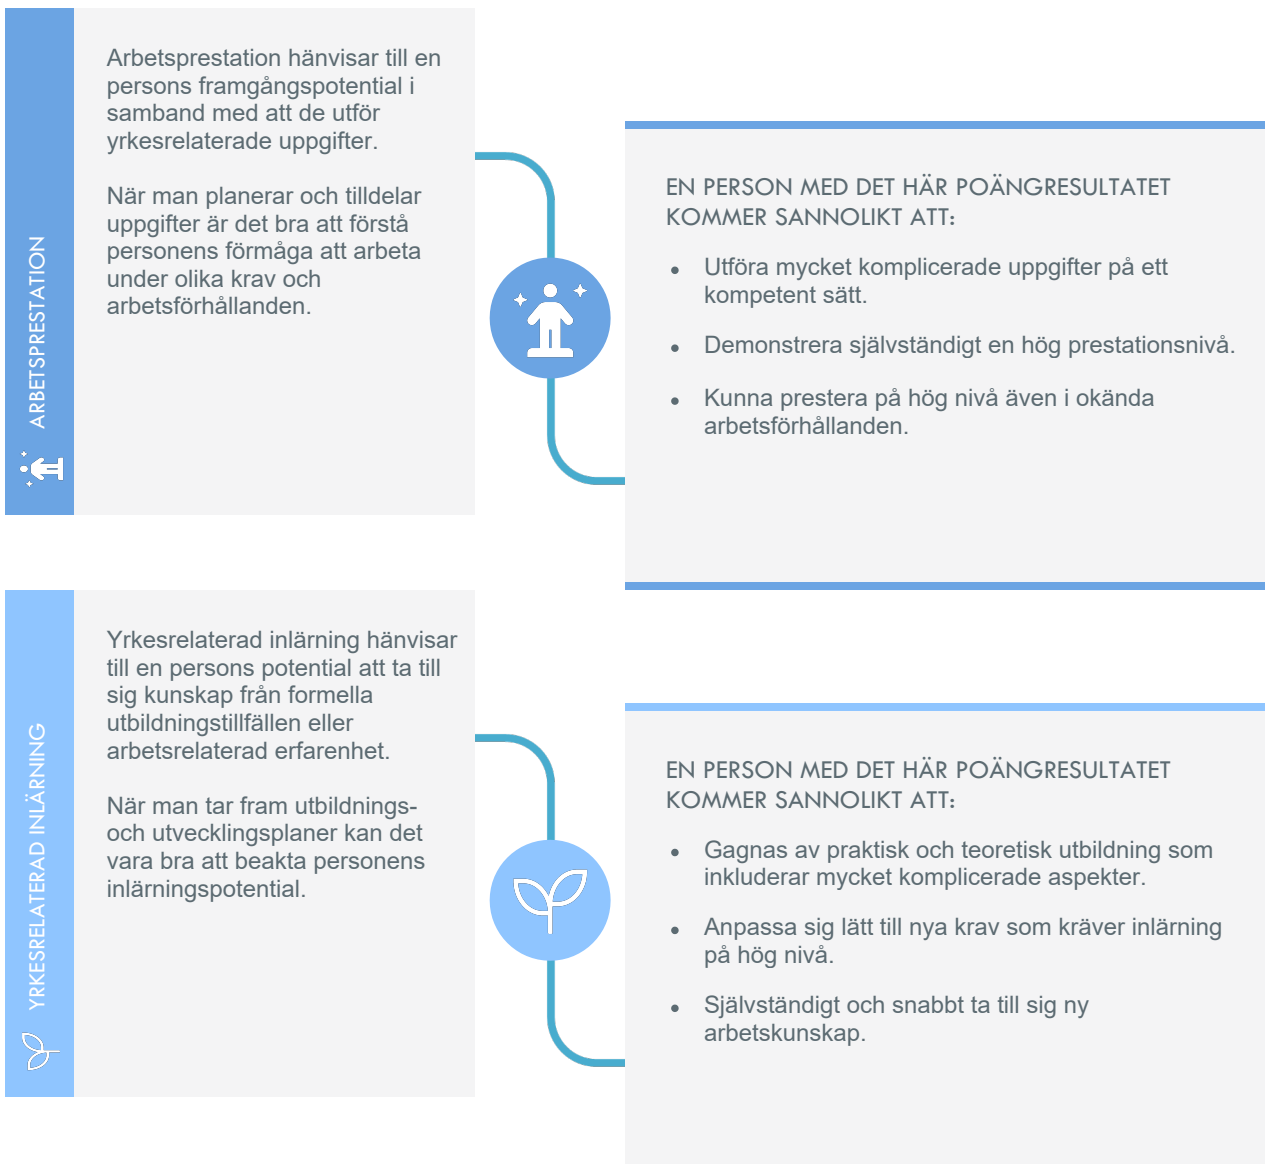 ARBETSPRESTATION
Arbetsprestation hänvisar till en
persons framgångspotential i
samband med att de utför
yrkesrelaterade uppgifter.
När man planerar och tilldelar
uppgifter är det bra att förstå
personens förmåga att arbeta
under olika krav och
arbetsförhållanden.
EN PERSON MED DET HÄR POÄNGRESULTATET
KOMMER SANNOLIKT ATT:
• Utföra mycket komplicerade uppgifter på ett
kompetent sätt.
• Demonstrera självständigt en hög prestationsnivå.
• Kunna prestera på hög nivå även i okända
arbetsförhållanden.
YRKESRELATERAD INLÄRNING
Yrkesrelaterad inlärning hänvisar
till en persons potential att ta till
sig kunskap från formella
utbildningstillfällen eller
arbetsrelaterad erfarenhet.
När man tar fram utbildnings-
och utvecklingsplaner kan det
vara bra att beakta personens
inlärningspotential.
EN PERSON MED DET HÄR POÄNGRESULTATET
KOMMER SANNOLIKT ATT:
• Gagnas av praktisk och teoretisk utbildning som
inkluderar mycket komplicerade aspekter.
• Anpassa sig lätt till nya krav som kräver inlärning
på hög nivå.
• Självständigt och snabbt ta till sig ny
arbetskunskap.